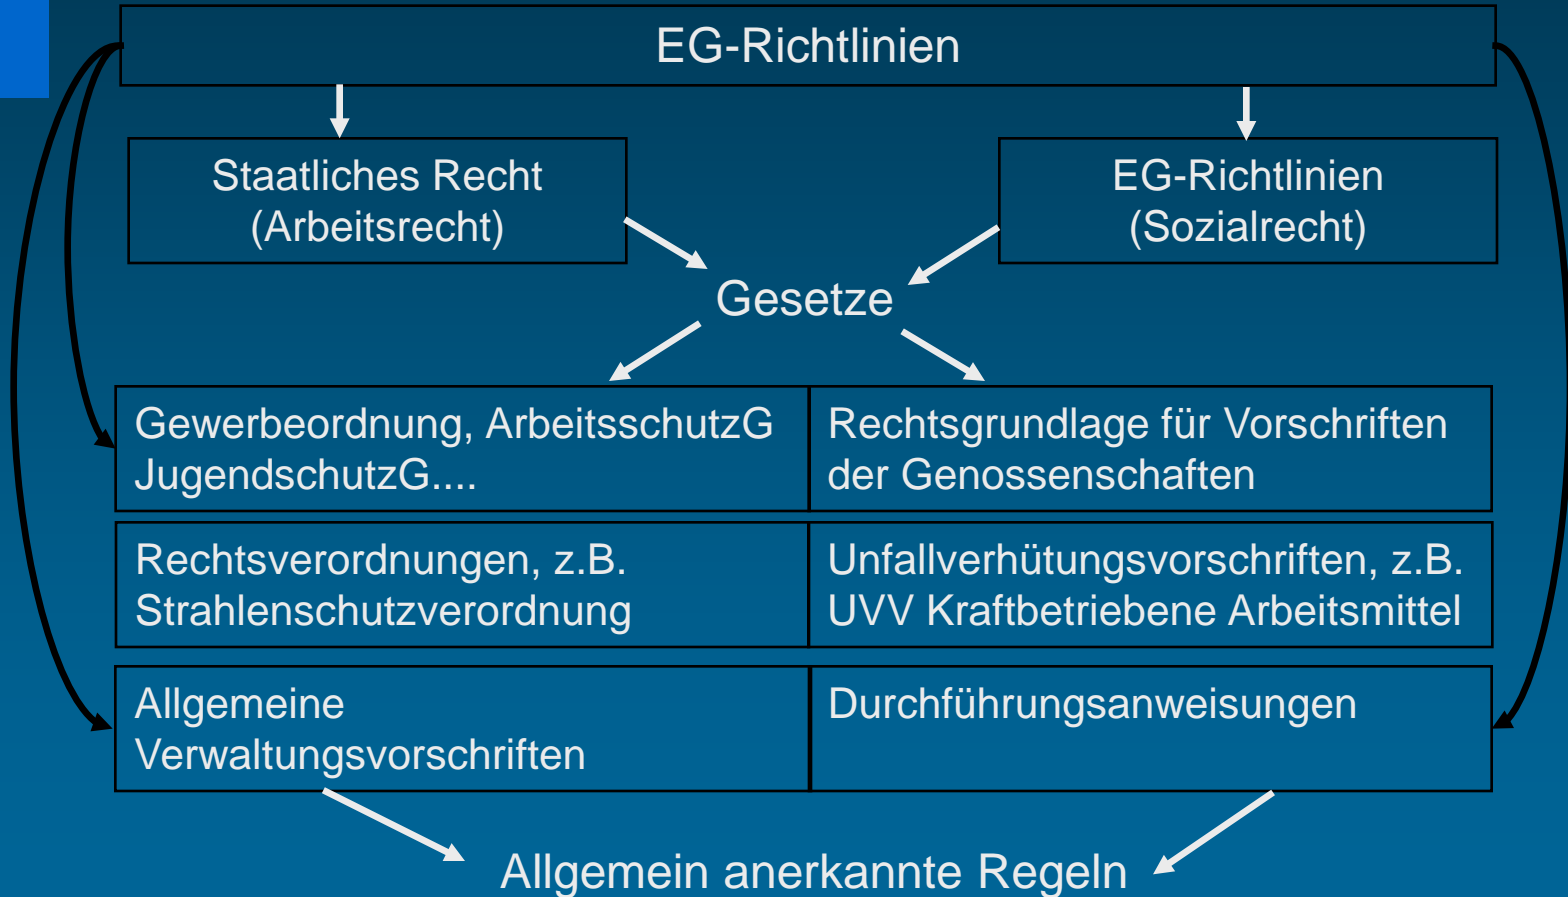 EG-Richtlinien
Staatliches Recht
(Arbeitsrecht)
EG-Richtlinien
(Sozialrecht)
Gesetze
Gewerbeordnung, ArbeitsschutzG
JugendschutzG....
Rechtsgrundlage für Vorschriften
der Genossenschaften
Rechtsverordnungen, z.B.
Strahlenschutzverordnung
Unfallverhütungsvorschriften, z.B.
UVV Kraftbetriebene Arbeitsmittel
Allgemeine
Verwaltungsvorschriften
Durchführungsanweisungen
Allgemein anerkannte Regeln